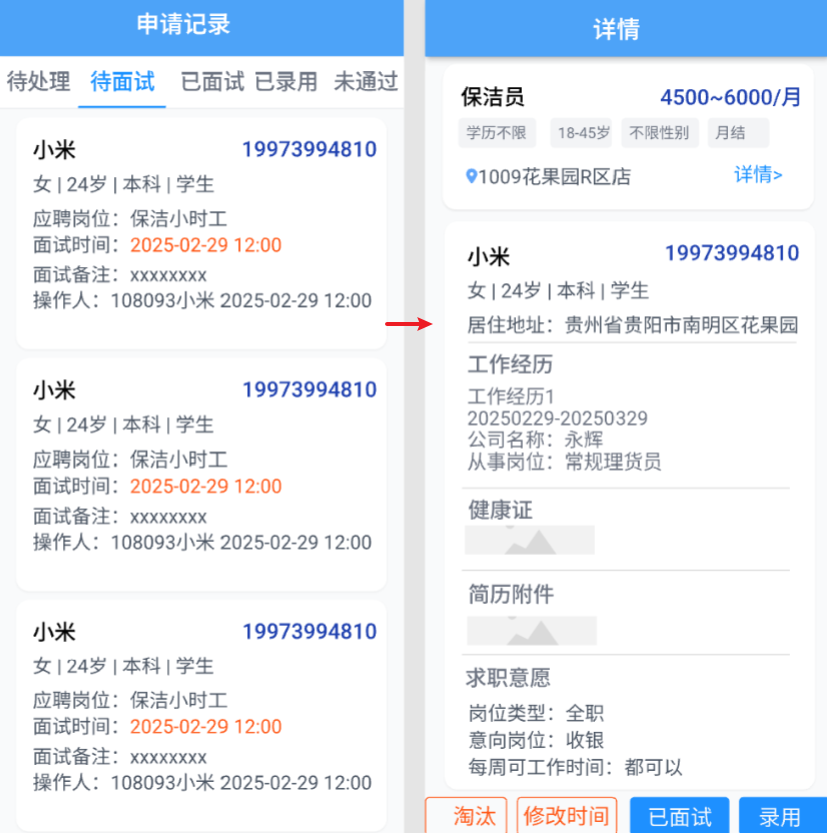 申请记录
待处理 待面试 已面试 已录用 未通过
小米 19973994810
女 | 24岁 | 本科 | 学生
应聘岗位：保洁小时工
面试时间：2025-02-29 12:00
面试备注：xxxxxxxx
操作人：108093小米 2025-02-29 12:00
小米 19973994810
女 | 24岁 | 本科 | 学生
应聘岗位：保洁小时工
面试时间：2025-02-29 12:00
面试备注：xxxxxxxx
操作人：108093小米 2025-02-29 12:00
小米 19973994810
女 | 24岁 | 本科 | 学生
应聘岗位：保洁小时工
面试时间：2025-02-29 12:00
面试备注：xxxxxxxx
操作人：108093小米 2025-02-29 12:00
详情
保洁员 4500~6000/月
学历不限 18-45岁 不限性别 月结
1009花果园R区店 详情>
小米 19973994810
女 | 24岁 | 本科 | 学生
居住地址：贵州省贵阳市南明区花果园
工作经历
工作经历1
20250229-20250329
公司名称：永辉
从事岗位：常规理货员
健康证
简历附件
求职意愿
岗位类型：全职
意向岗位：收银
每周可工作时间：都可以
淘汰 修改时间 已面试 录用